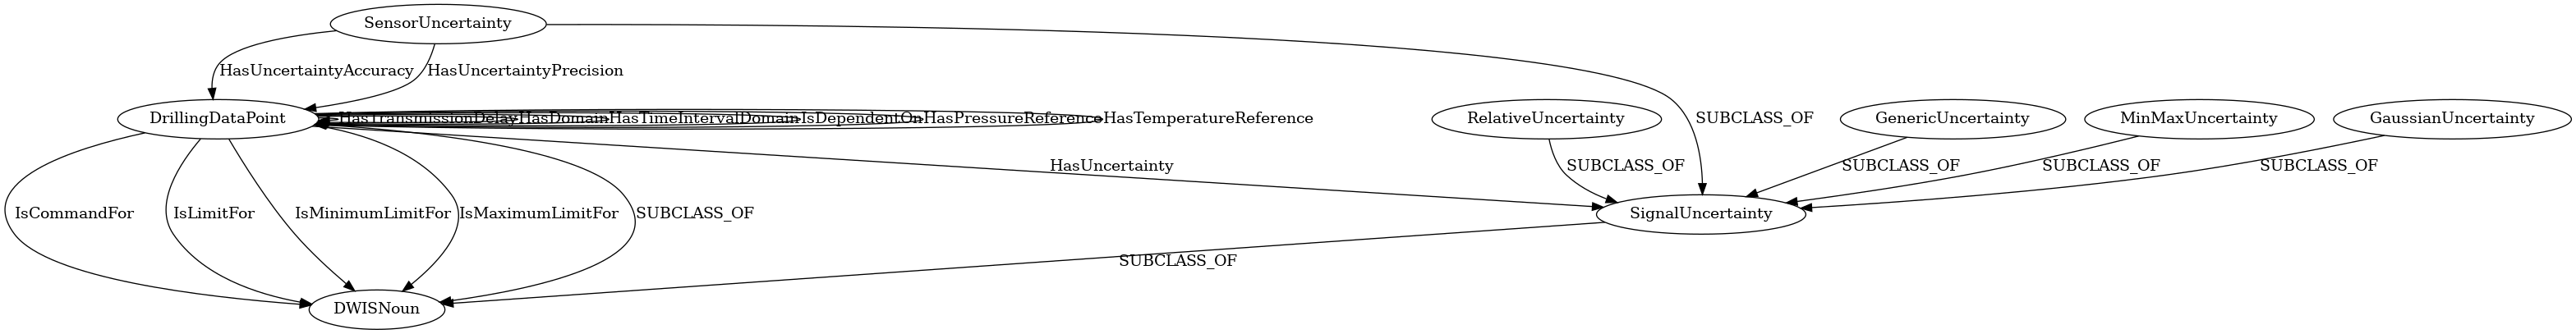 SensorUncertainty
HasUncertaintyAccuracy
HasUncertaintyPrecision
SUBCLASS_OF
DrillingDataPoint
HasTransmissionDelay
HasDomain
HasTimeIntervalDomain
IsDependentOn
HasPressureReference
HasTemperatureReference
RelativeUncertainty
GenericUncertainty
MinMaxUncertainty
GaussianUncertainty
HasUncertainty
SUBCLASS_OF
SUBCLASS_OF
SUBCLASS_OF
SUBCLASS_OF
IsCommandFor
IsLimitFor
IsMinimumLimitFor
IsMaximumLimitFor
SUBCLASS_OF
SignalUncertainty
SUBCLASS_OF
DWISNoun